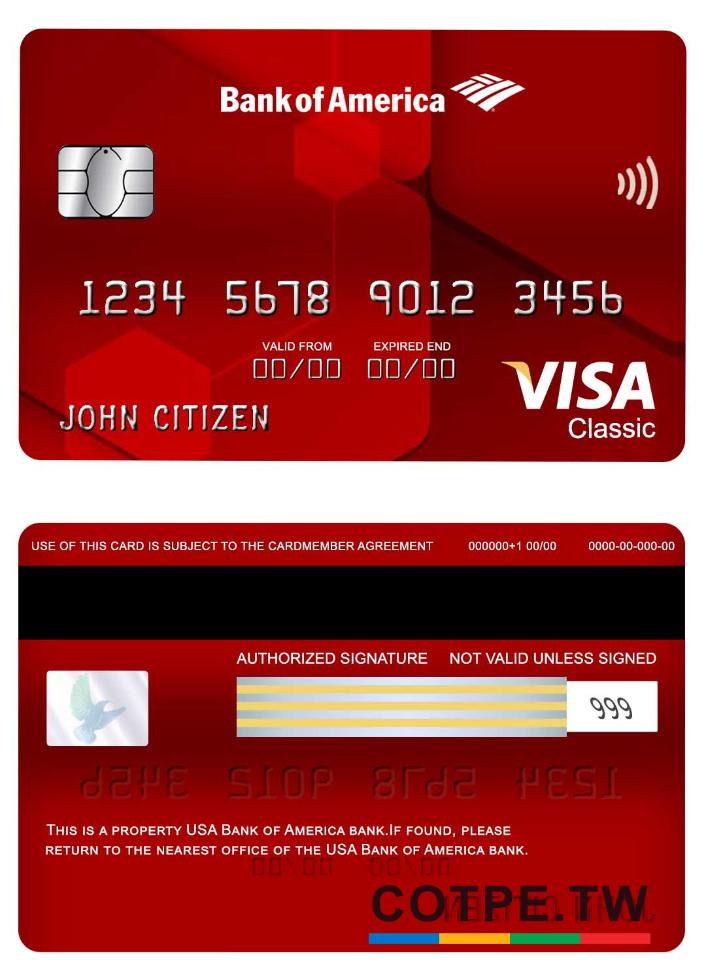 Bank of America
1234 5678 9012 3456
VALID FROM EXPIRED END
00/00 00/00
JOHN CITIZEN
VISA
Classic
USE OF THIS CARD IS SUBJECT TO THE CARDMEMBER AGREEMENT 000000+1 00/00 0000-00-000-00
AUTHORIZED SIGNATURE NOT VALID UNLESS SIGNED
999
THIS IS A PROPERTY USA BANK OF AMERICA BANK.IF FOUND, PLEASE
RETURN TO THE NEAREST OFFICE OF THE USA BANK OF AMERICA BANK.
COTPE.TW